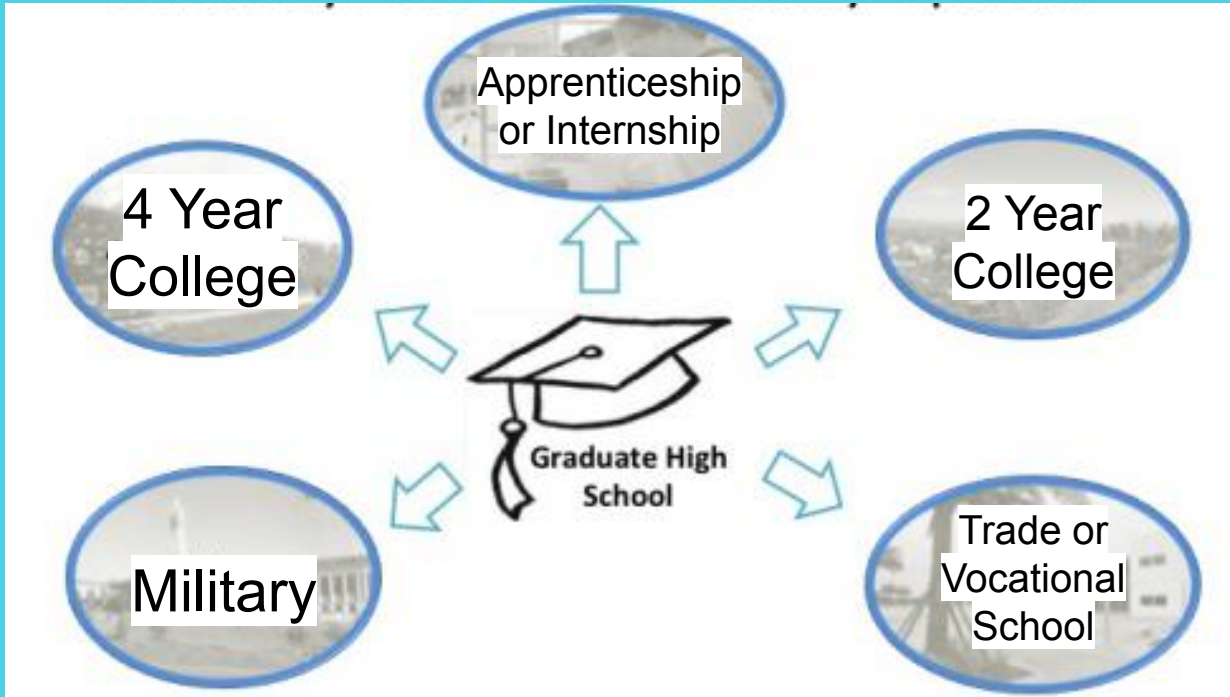 Apprenticeship
or Internship
4 Year
College
2 Year
College
Graduate High
School
Military
Trade or
Vocational
School